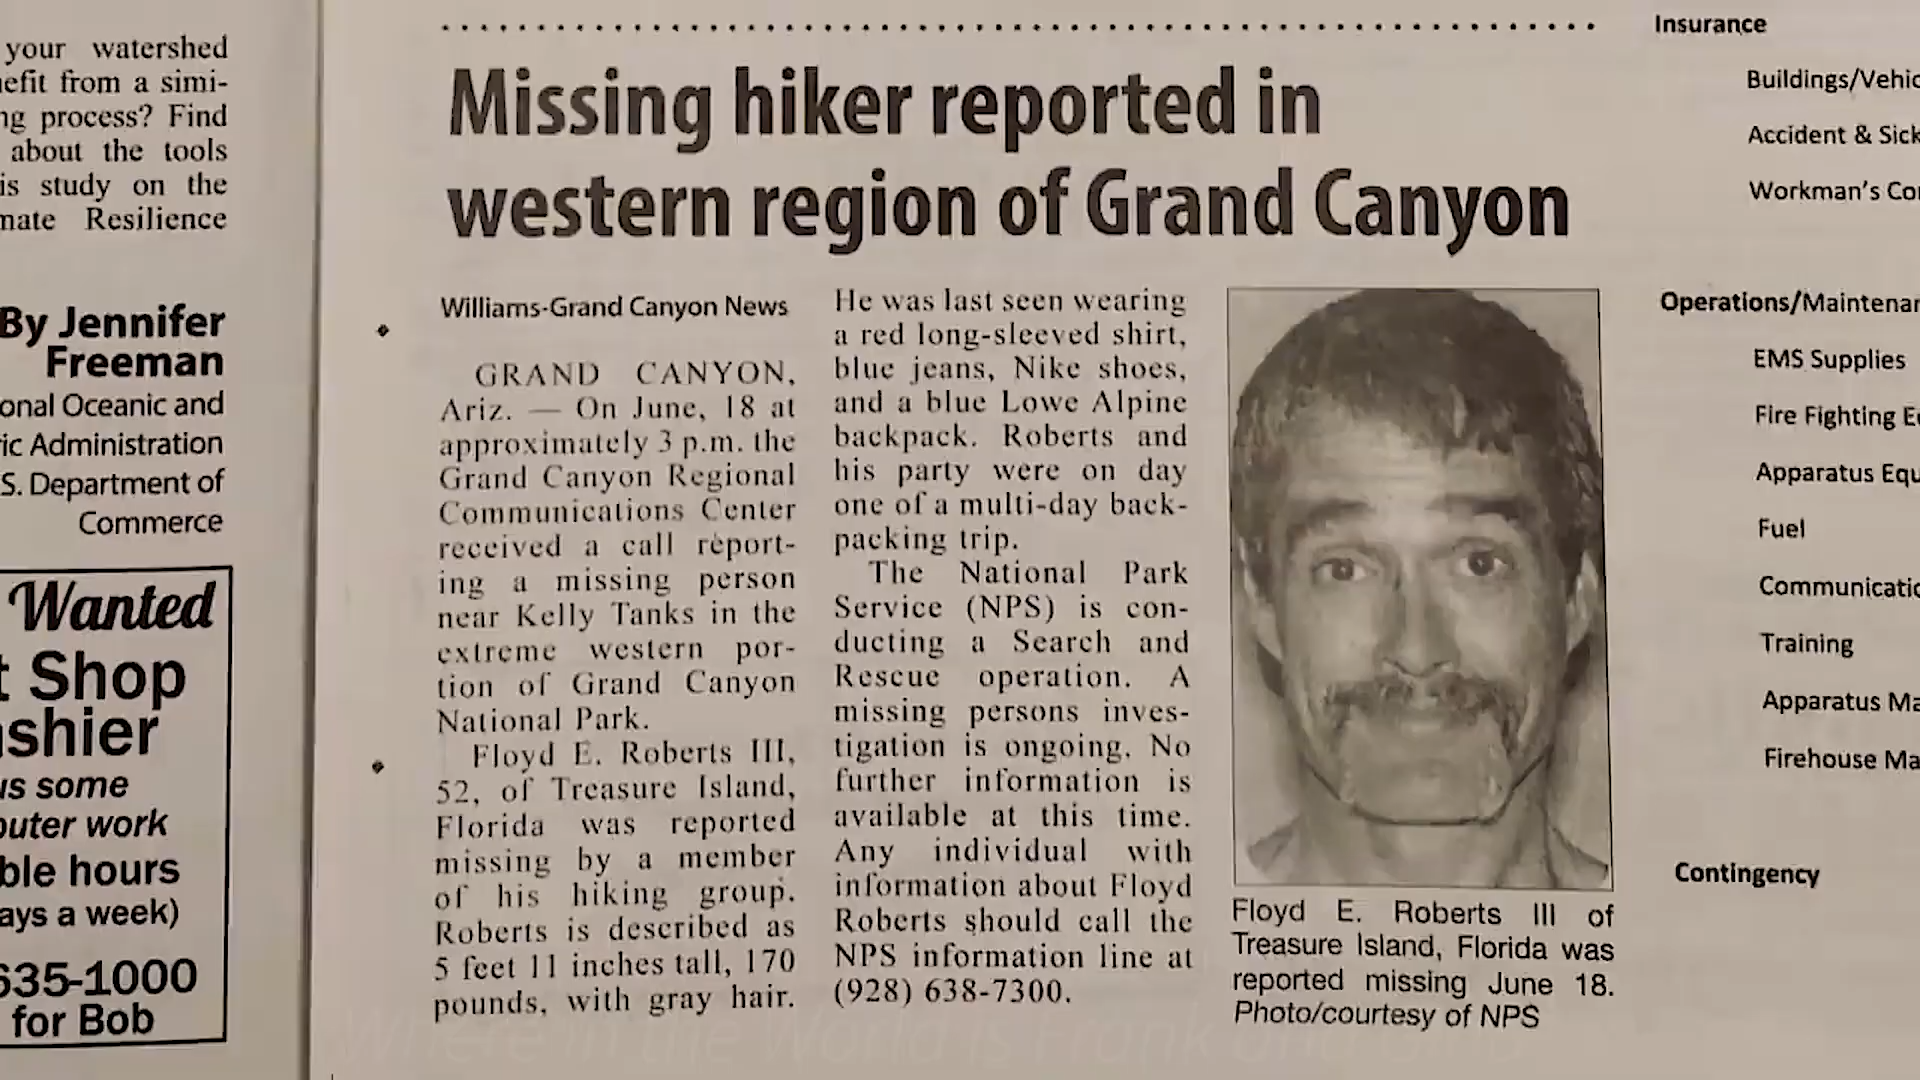 your watershed
efit from a simi-
ng process? Find
about the tools
is study on the
mate Resilience
By Jennifer
Freeman
onal Oceanic and
ic Administration
S. Department of
Commerce
Wanted
t Shop
ashier
us some
puter work
ble hours
ays a week)
635-1000
for Bob
Missing hiker reported in
western region of Grand Canyon
Williams-Grand Canyon News
GRAND CANYON,
Ariz. — On June, 18 at
approximately 3 p.m. the
Grand Canyon Regional
Communications Center
received a call report-
ing a missing person
near Kelly Tanks in the
extreme western por-
tion of Grand Canyon
National Park.
Floyd E. Roberts III,
52, of Treasure Island,
Florida was reported
missing by a member
of his hiking group.
Roberts is described as
5 feet 11 inches tall, 170
pounds, with gray hair.
He was last seen wearing
a red long-sleeved shirt,
blue jeans, Nike shoes,
and a blue Lowe Alpine
backpack. Roberts and
his party were on day
one of a multi-day back-
packing trip.
The National Park
Service (NPS) is con-
ducting a Search and
Rescue operation. A
missing persons inves-
tigation is ongoing. No
further information is
available at this time.
Any individual with
information about Floyd
Roberts should call the
NPS information line at
(928) 638-7300.
Floyd E. Roberts III of
Treasure Island, Florida was
reported missing June 18.
Photo/courtesy of NPS
Insurance
Buildings/Vehic
Accident & Sick
Workman's Co
Operations/Maintenan
EMS Supplies
Fire Fighting E
Apparatus Equ
Fuel
Communicatio
Training
Apparatus Ma
Firehouse Ma
Contingency
Where in the World is Frank